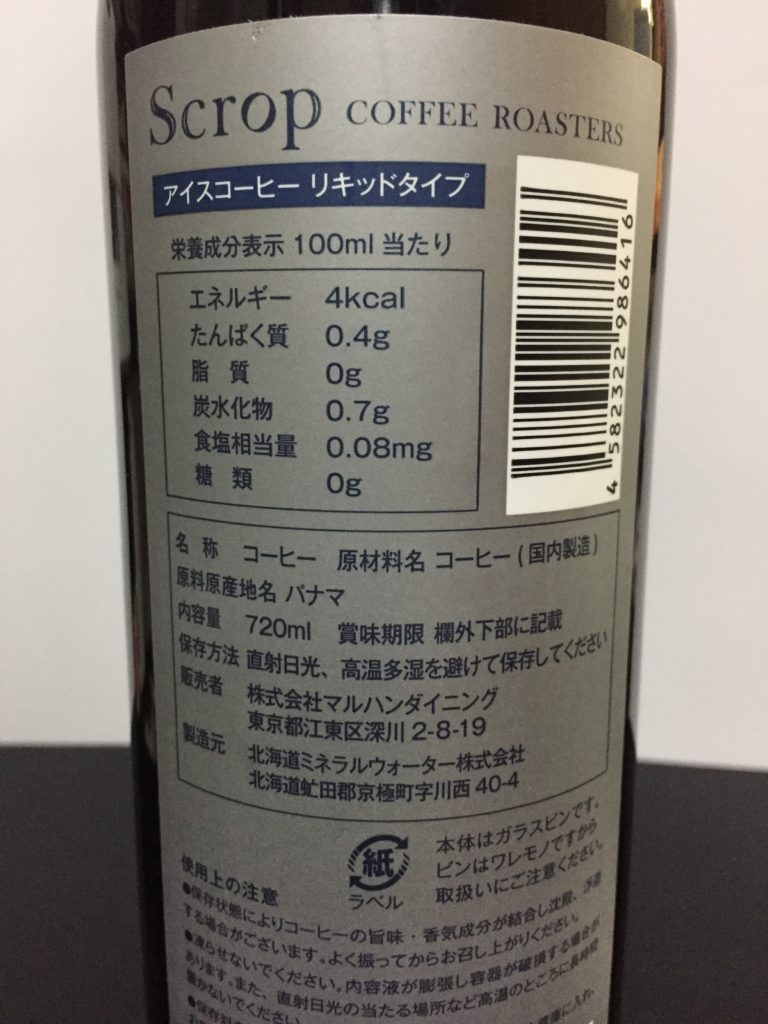 Scrop COFFEE ROASTERS
アイスコーヒー リキッドタイプ
栄養成分表示 100ml 当たり
エネルギー 4kcal
たんぱく質 0.4g
脂 質 0g
炭水化物 0.7g
食塩相当量 0.08mg
糖 類 0g
4 582322 986416
名 称 コーヒー 原材料名 コーヒー (国内製造)
原料原産地名 パナマ
内容量 720ml 賞味期限 欄外下部に記載
保存方法 直射日光、高温多湿を避けて保存してください
販売者 株式会社マルハンダイニング
東京都江東区深川 2-8-19
製造元 北海道ミネラルウォーター株式会社
北海道虻田郡京極町字川西 40-4
紙
ラベル
本体はガラスビンです。
ビンはワレモノですから
取扱いにご注意ください。
使用上の注意
●保存状態によりコーヒーの旨味・香気成分が結合し沈殿、浮遊
する場合がございます。よく振ってからお召し上がりください。
●凍らせないでください。内容液が膨張し容器が破損する場合が
あります。また、直射日光の当たる場所など高温のところに長時間
置かないでください。